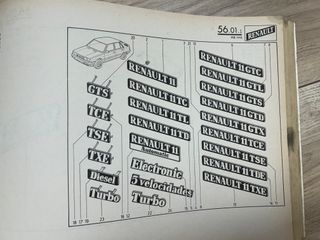 56.01.1
RENAULT
RENAULT 11
RENAULT 11 TC
RENAULT 11 TL
RENAULT 11 TD
RENAULT 11
Automatic
Electronic
5 velocidades
Turbo
GTS
TCE
TSE
TXE
Diesel
Turbo
RENAULT 11 GTC
RENAULT 11 GTL
RENAULT 11 GTS
RENAULT 11 GTD
RENAULT 11 GTX
RENAULT 11 TCE
RENAULT 11 TSE
RENAULT 11 TDE
RENAULT 11 TXE